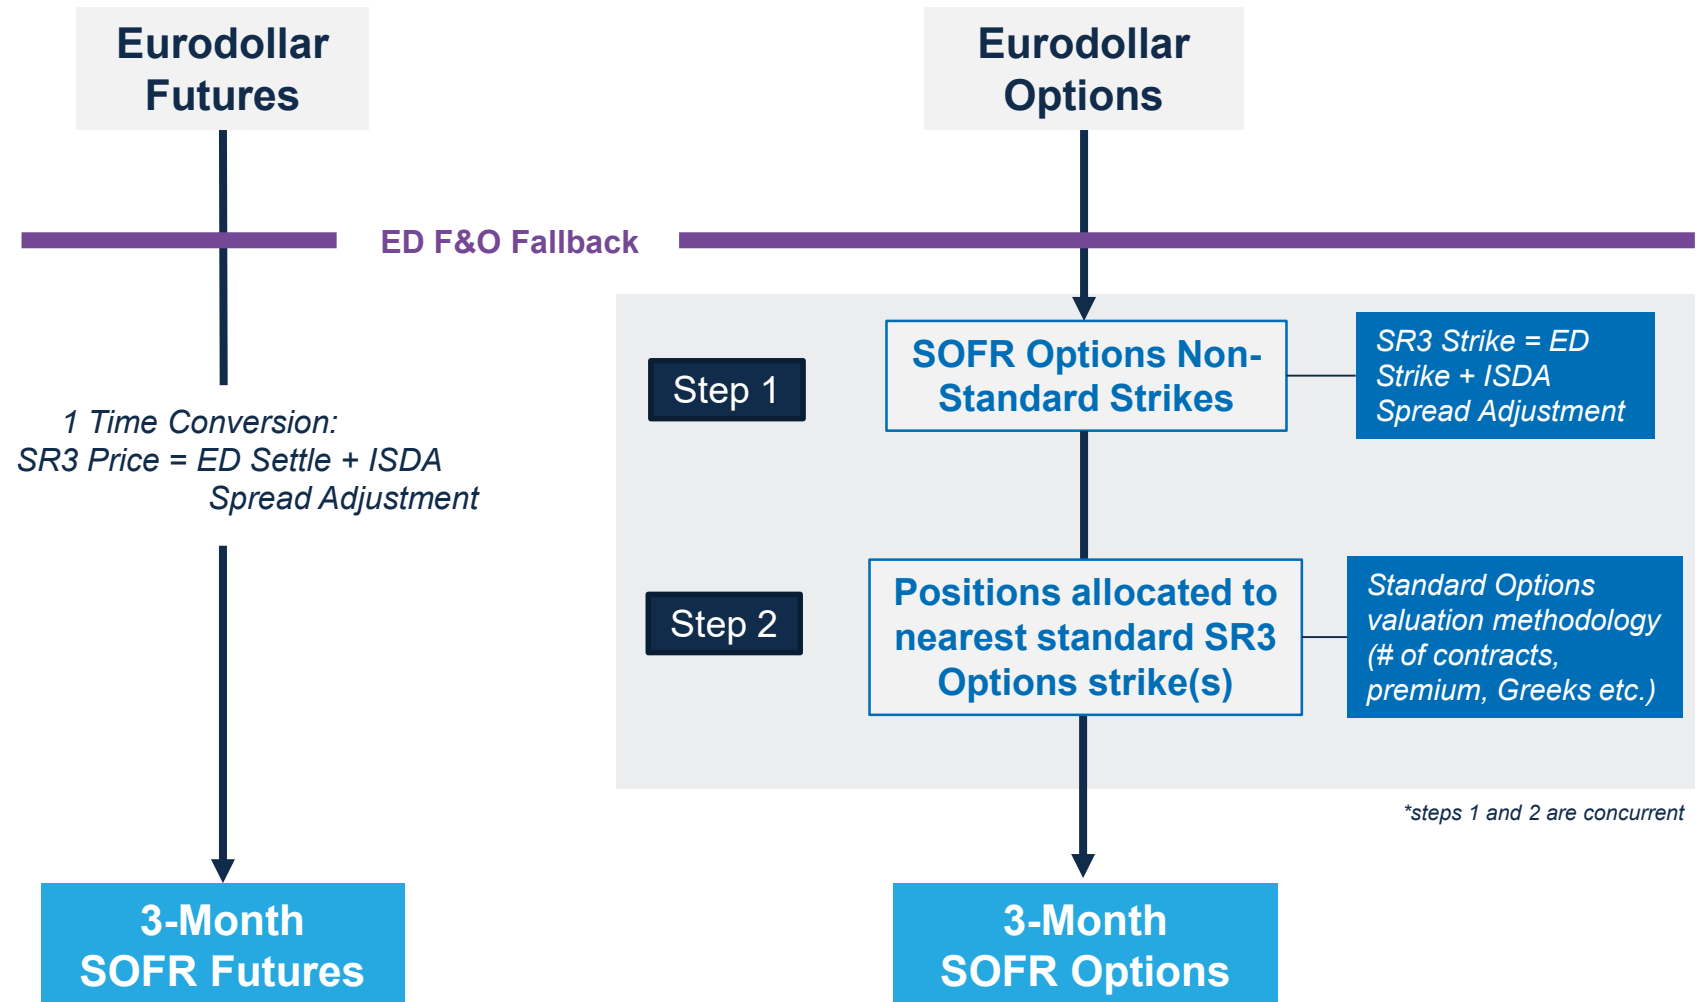 Eurodollar
Futures
Eurodollar
Options
ED F&O Fallback
1 Time Conversion:
SR3 Price = ED Settle + ISDA
Spread Adjustment
Step 1
SOFR Options Non-
Standard Strikes
SR3 Strike = ED
Strike + ISDA
Spread Adjustment
Step 2
Positions allocated to
nearest standard SR3
Options strike(s)
Standard Options
valuation methodology
(# of contracts,
premium, Greeks etc.)
*steps 1 and 2 are concurrent
3-Month
SOFR Futures
3-Month
SOFR Options